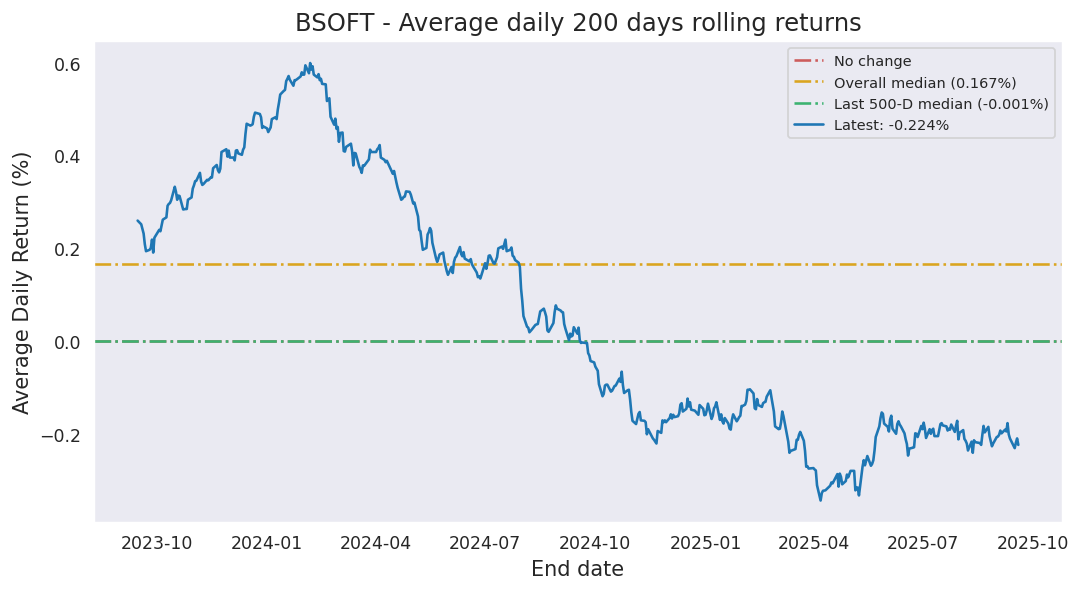 BSOFT - Average daily 200 days rolling returns
No change
Overall median (0.167%)
Last 500-D median (-0.001%)
Latest: -0.224%
Average Daily Return (%)
0.6
0.4
0.2
0.0
−0.2
2023-10 2024-01 2024-04 2024-07 2024-10 2025-01 2025-04 2025-07 2025-10
End date